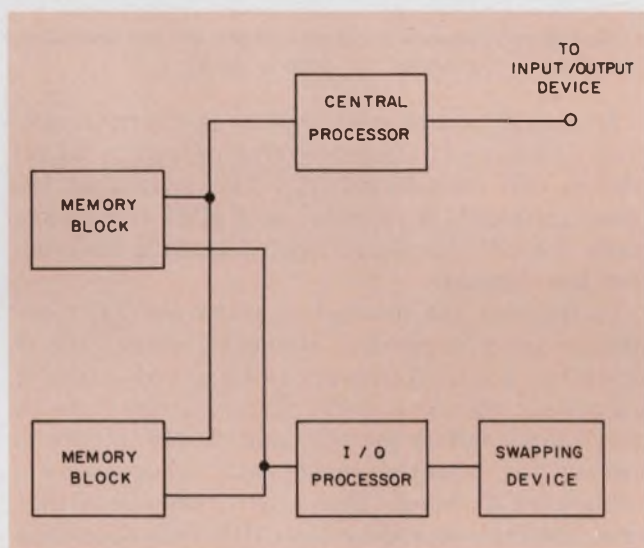 TO
INPUT/OUTPUT
DEVICE
CENTRAL
PROCESSOR
MEMORY
BLOCK
MEMORY
BLOCK
I/O
PROCESSOR
SWAPPING
DEVICE